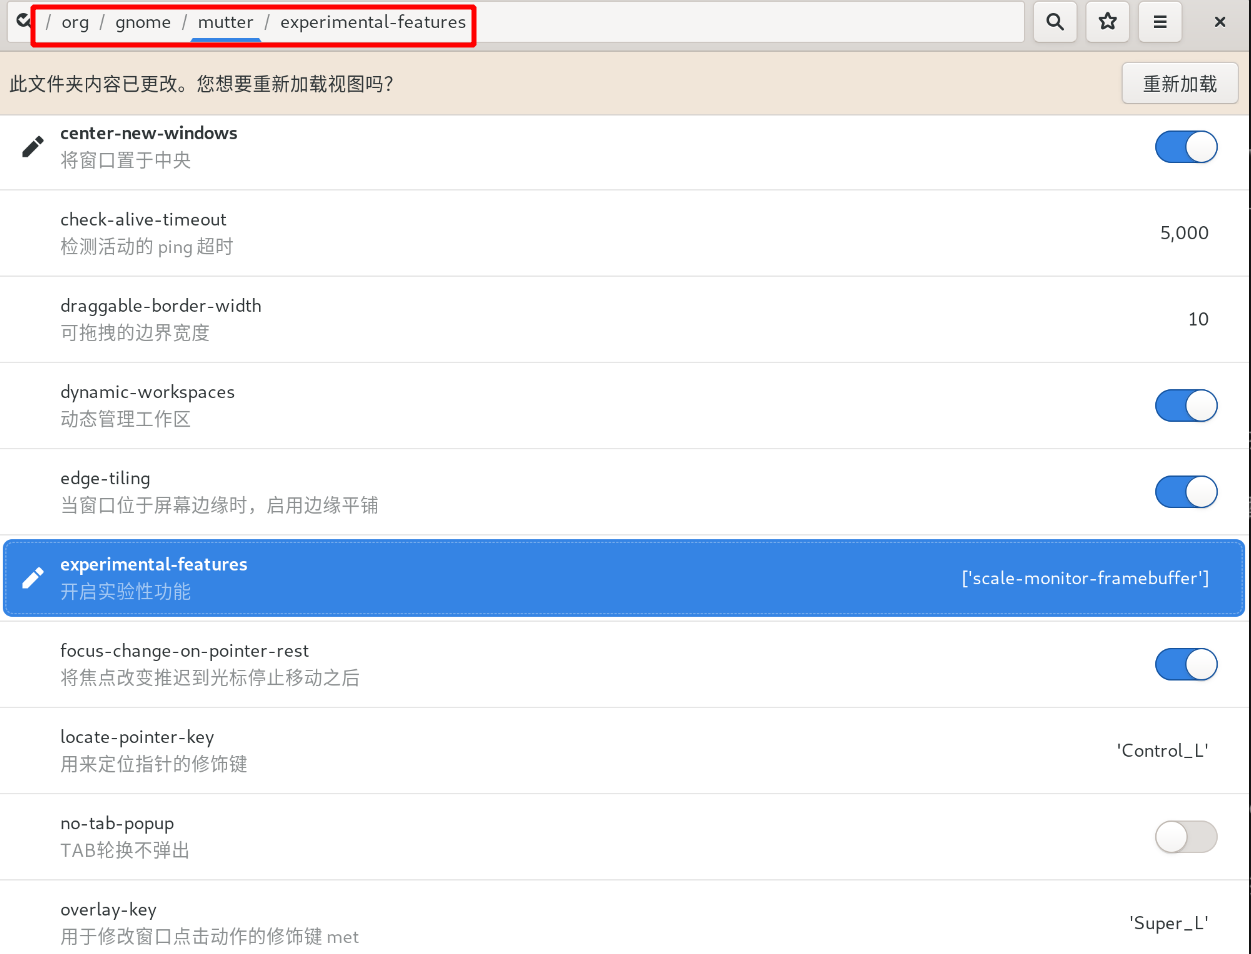 / org / gnome / mutter / experimental-features
此文件夹内容已更改。您想要重新加载视图吗？
重新加载
center-new-windows
将窗口置于中央
check-alive-timeout
检测活动的 ping 超时
5,000
draggable-border-width
可拖拽的边界宽度
10
dynamic-workspaces
动态管理工作区
edge-tiling
当窗口位于屏幕边缘时，启用边缘平铺
experimental-features
开启实验性功能
['scale-monitor-framebuffer']
focus-change-on-pointer-rest
将焦点改变推迟到光标停止移动之后
locate-pointer-key
用来定位指针的修饰键
'Control_L'
no-tab-popup
TAB轮换不弹出
overlay-key
用于修改窗口点击动作的修饰键 met
'Super_L'